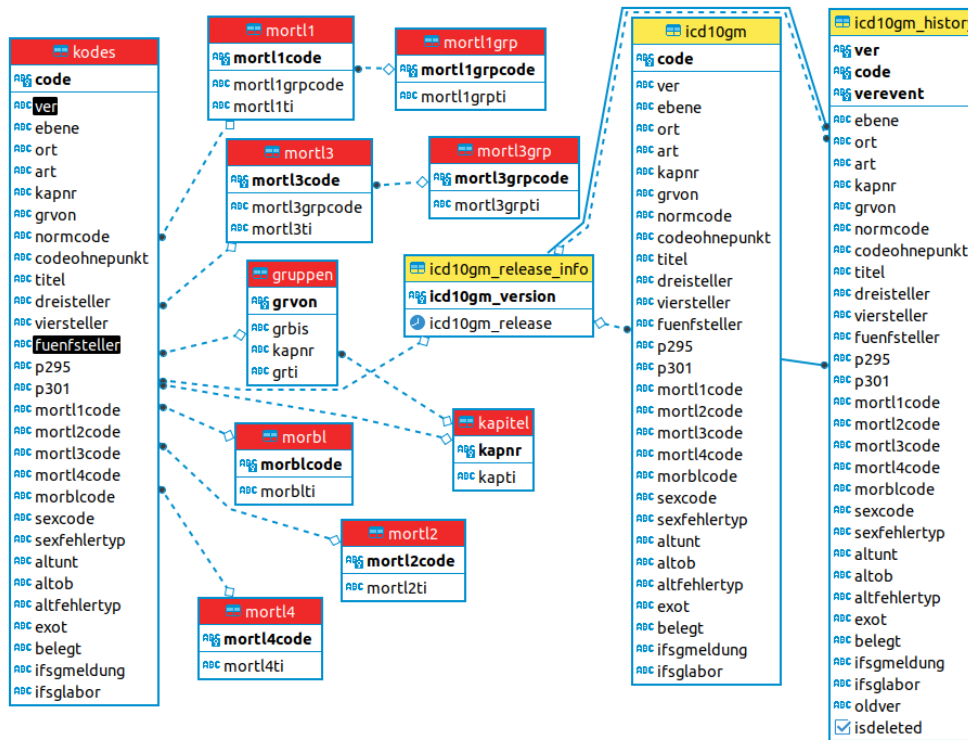 kodes
code
ver
ebene
ort
art
kapnr
grvon
normcode
codeohnepunkt
titel
dreisteller
viersteller
fuenfsteller
p295
p301
mortl1code
mortl2code
mortl3code
mortl4code
morblcode
sexcode
sexfehlertyp
altunt
altob
altfehlertyp
exot
belegt
ifsgmeldung
ifsglabor
mortl1
mortl1code
mortl1grpcode
mortl1ti
mortl1grp
mortl1grpcode
mortl1grpti
mortl3
mortl3code
mortl3grpcode
mortl3ti
mortl3grp
mortl3grpcode
mortl3grpti
gruppen
grvon
grbis
kapnr
grti
icd10gm_release_info
icd10gm_version
icd10gm_release
kapitel
kapnr
kapti
morbl
morblcode
morblti
mortl2
mortl2code
mortl2ti
mortl4
mortl4code
mortl4ti
icd10gm
code
ver
ebene
ort
art
kapnr
grvon
normcode
codeohnepunkt
titel
dreisteller
viersteller
fuenfsteller
p295
p301
mortl1code
mortl2code
mortl3code
mortl4code
morblcode
sexcode
sexfehlertyp
altunt
altob
altfehlertyp
exot
belegt
ifsgmeldung
ifsglabor
icd10gm_histor
ver
code
verevent
ebene
ort
art
kapnr
grvon
normcode
codeohnepunkt
titel
dreisteller
viersteller
fuenfsteller
p295
p301
mortl1code
mortl2code
mortl3code
mortl4code
morblcode
sexcode
sexfehlertyp
altunt
altob
altfehlertyp
exot
belegt
ifsgmeldung
ifsglabor
oldver
isdeleted